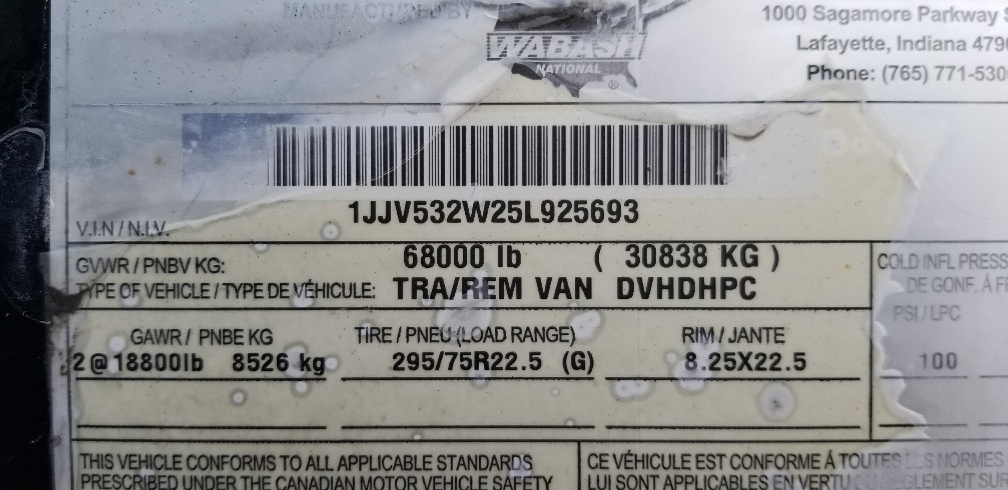 MANUFACTURED BY
WABASH
NATIONAL
®
1000 Sagamore Parkway
Lafayette, Indiana 479
Phone: (765) 771-530
V.I.N / N.I.V.
1JJV532W25L925693
GVWR / PNBV KG: 68000 lb ( 30838 KG )
TYPE OF VEHICLE / TYPE DE VÉHICULE: TRA/REM VAN DVHDHPC
COLD INFL PRESS
DE GONF. À F
PSI / LPC
GAWR / PNBE KG TIRE / PNEU (LOAD RANGE) RIM / JANTE
2@18800lb 8526 kg 295/75R22.5 (G) 8.25X22.5 100
THIS VEHICLE CONFORMS TO ALL APPLICABLE STANDARDS
PRESCRIBED UNDER THE CANADIAN MOTOR VEHICLE SAFETY
CE VÉHICULE EST CONFORME Á TOUTES LES NORMES
LUI SONT APPLICABLES EN VERTU